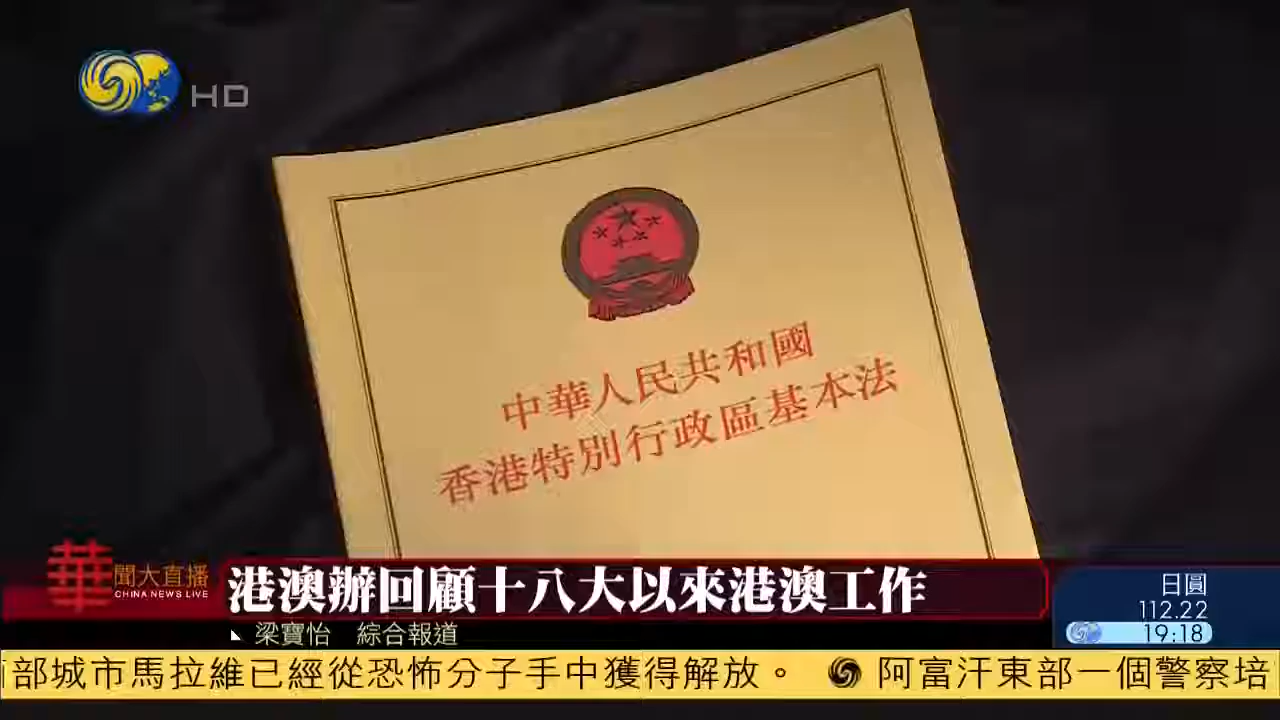 HD
中華人民共和國
香港特別行政區基本法
華聞大直播
CHINA NEWS LIVE
港澳辦回顧十八大以來港澳工作
梁寶怡 綜合報道
日圓
112.22
19:18
部城市馬拉維已經從恐怖分子手中獲得解放。 阿富汗東部一個警察培